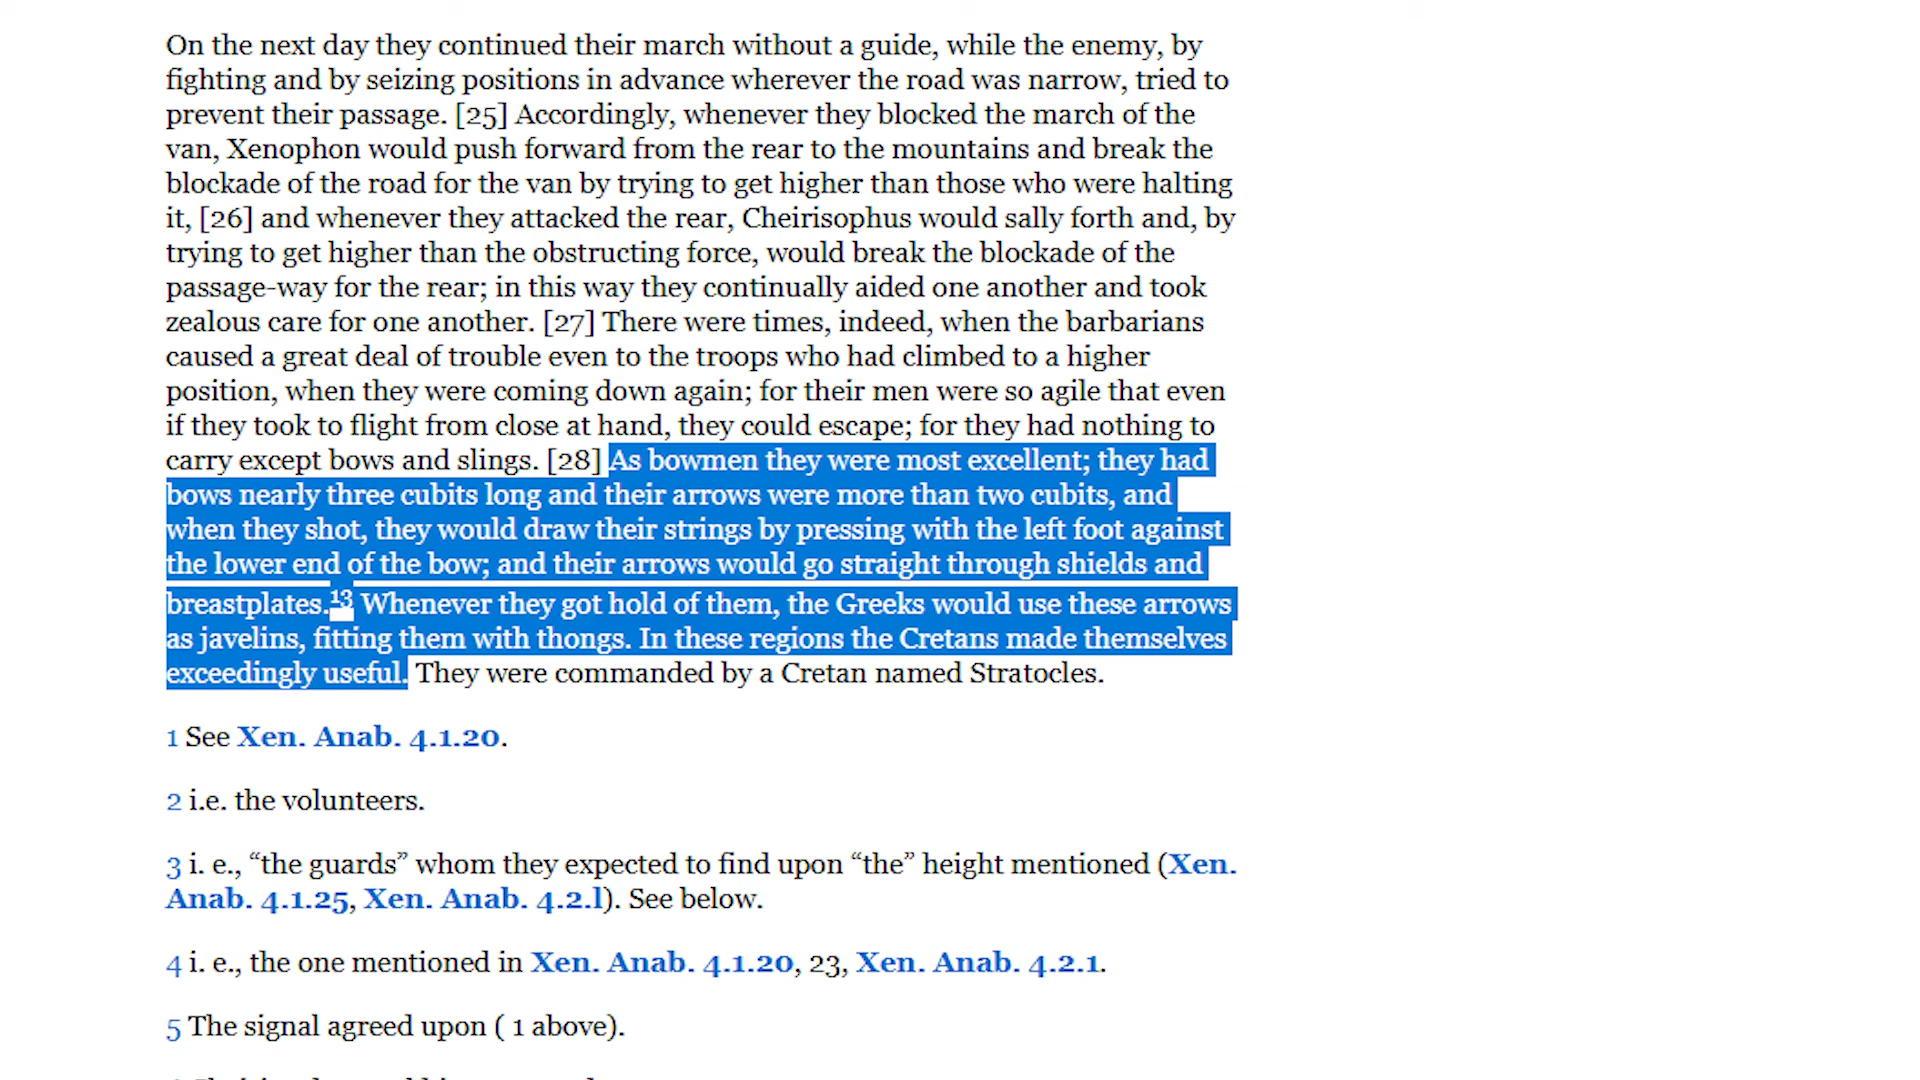 On the next day they continued their march without a guide, while the enemy, by
fighting and by seizing positions in advance wherever the road was narrow, tried to
prevent their passage. [25] Accordingly, whenever they blocked the march of the
van, Xenophon would push forward from the rear to the mountains and break the
blockade of the road for the van by trying to get higher than those who were halting
it, [26] and whenever they attacked the rear, Cheirisophus would sally forth and, by
trying to get higher than the obstructing force, would break the blockade of the
passage-way for the rear; in this way they continually aided one another and took
zealous care for one another. [27] There were times, indeed, when the barbarians
caused a great deal of trouble even to the troops who had climbed to a higher
position, when they were coming down again; for their men were so agile that even
if they took to flight from close at hand, they could escape; for they had nothing to
carry except bows and slings. [28] As bowmen they were most excellent; they had
bows nearly three cubits long and their arrows were more than two cubits, and
when they shot, they would draw their strings by pressing with the left foot against
the lower end of the bow; and their arrows would go straight through shields and
breastplates.13 Whenever they got hold of them, the Greeks would use these arrows
as javelins, fitting them with thongs. In these regions the Cretans made themselves
exceedingly useful. They were commanded by a Cretan named Stratocles.
1 See Xen. Anab. 4.1.20.
2 i.e. the volunteers.
3 i. e., “the guards” whom they expected to find upon “the” height mentioned (Xen.
Anab. 4.1.25, Xen. Anab. 4.2.l). See below.
4 i. e., the one mentioned in Xen. Anab. 4.1.20, 23, Xen. Anab. 4.2.1.
5 The signal agreed upon ( 1 above).